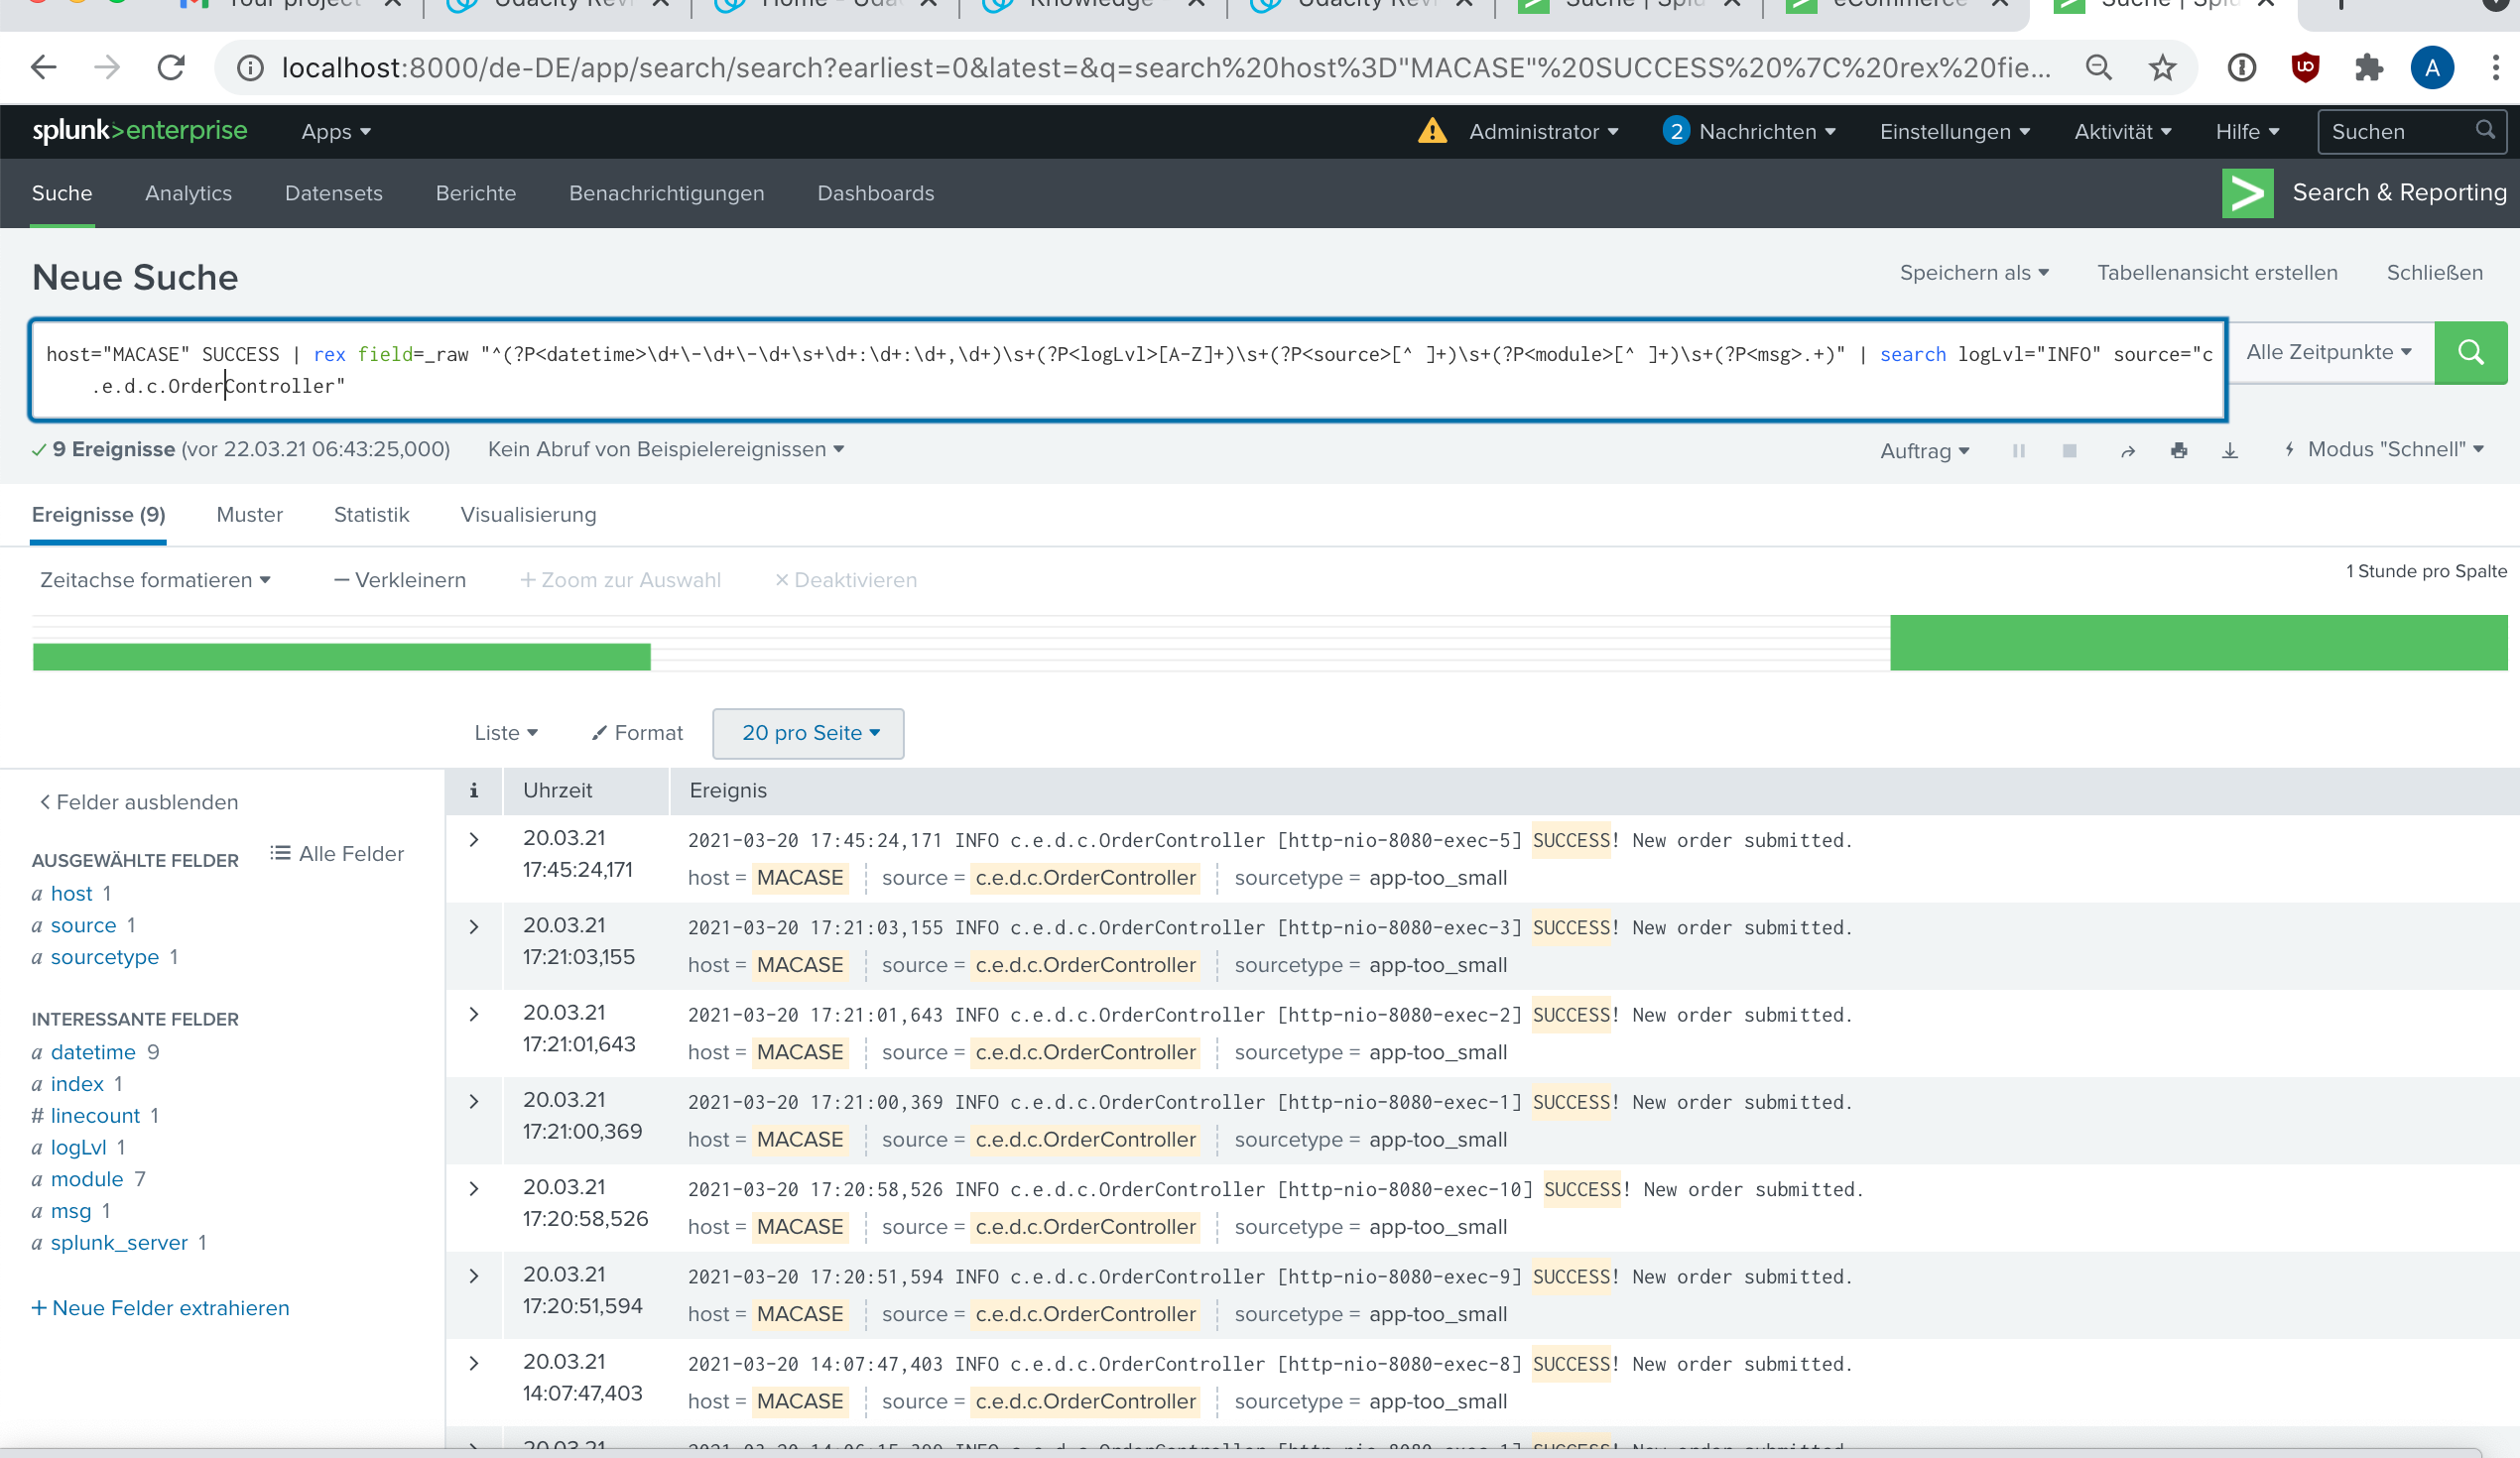 localhost:8000/de-DE/app/search/search?earliest=0&latest=&q=search%20host%3D"MACASE"%20SUCCESS%20%7C%20rex%20fie...
A
splunk>enterprise Apps Administrator 2 Nachrichten Einstellungen Aktivität Hilfe Suchen
Suche Analytics Datensets Berichte Benachrichtigungen Dashboards Search & Reporting
Neue Suche Speichern als Tabellenansicht erstellen Schließen
host="MACASE" SUCCESS | rex field=_raw "^(?P<datetime>\d+\-\d+\-\d+\s+\d+:\d+:\d+,\d+)\s+(?P<logLvl>[A-Z]+)\s+(?P<source>[^ ]+)\s+(?P<module>[^ ]+)\s+(?P<msg>.+)" | search logLvl="INFO" source="c
.e.d.c.OrderController"
Alle Zeitpunkte
9 Ereignisse (vor 22.03.21 06:43:25,000) Kein Abruf von Beispielereignissen Auftrag Modus "Schnell"
Ereignisse (9) Muster Statistik Visualisierung
Zeitachse formatieren — Verkleinern + Zoom zur Auswahl × Deaktivieren 1 Stunde pro Spalte
Liste Format 20 pro Seite
< Felder ausblenden
AUSGEWÄHLTE FELDER Alle Felder
a host 1
a source 1
a sourcetype 1
INTERESSANTE FELDER
a datetime 9
a index 1
# linecount 1
a logLvl 1
a module 7
a msg 1
a splunk_server 1
+ Neue Felder extrahieren
i Uhrzeit Ereignis
20.03.21
17:45:24,171
2021-03-20 17:45:24,171 INFO c.e.d.c.OrderController [http-nio-8080-exec-5] SUCCESS! New order submitted.
host = MACASE source = c.e.d.c.OrderController sourcetype = app-too_small
20.03.21
17:21:03,155
2021-03-20 17:21:03,155 INFO c.e.d.c.OrderController [http-nio-8080-exec-3] SUCCESS! New order submitted.
host = MACASE source = c.e.d.c.OrderController sourcetype = app-too_small
20.03.21
17:21:01,643
2021-03-20 17:21:01,643 INFO c.e.d.c.OrderController [http-nio-8080-exec-2] SUCCESS! New order submitted.
host = MACASE source = c.e.d.c.OrderController sourcetype = app-too_small
20.03.21
17:21:00,369
2021-03-20 17:21:00,369 INFO c.e.d.c.OrderController [http-nio-8080-exec-1] SUCCESS! New order submitted.
host = MACASE source = c.e.d.c.OrderController sourcetype = app-too_small
20.03.21
17:20:58,526
2021-03-20 17:20:58,526 INFO c.e.d.c.OrderController [http-nio-8080-exec-10] SUCCESS! New order submitted.
host = MACASE source = c.e.d.c.OrderController sourcetype = app-too_small
20.03.21
17:20:51,594
2021-03-20 17:20:51,594 INFO c.e.d.c.OrderController [http-nio-8080-exec-9] SUCCESS! New order submitted.
host = MACASE source = c.e.d.c.OrderController sourcetype = app-too_small
20.03.21
14:07:47,403
2021-03-20 14:07:47,403 INFO c.e.d.c.OrderController [http-nio-8080-exec-8] SUCCESS! New order submitted.
host = MACASE source = c.e.d.c.OrderController sourcetype = app-too_small